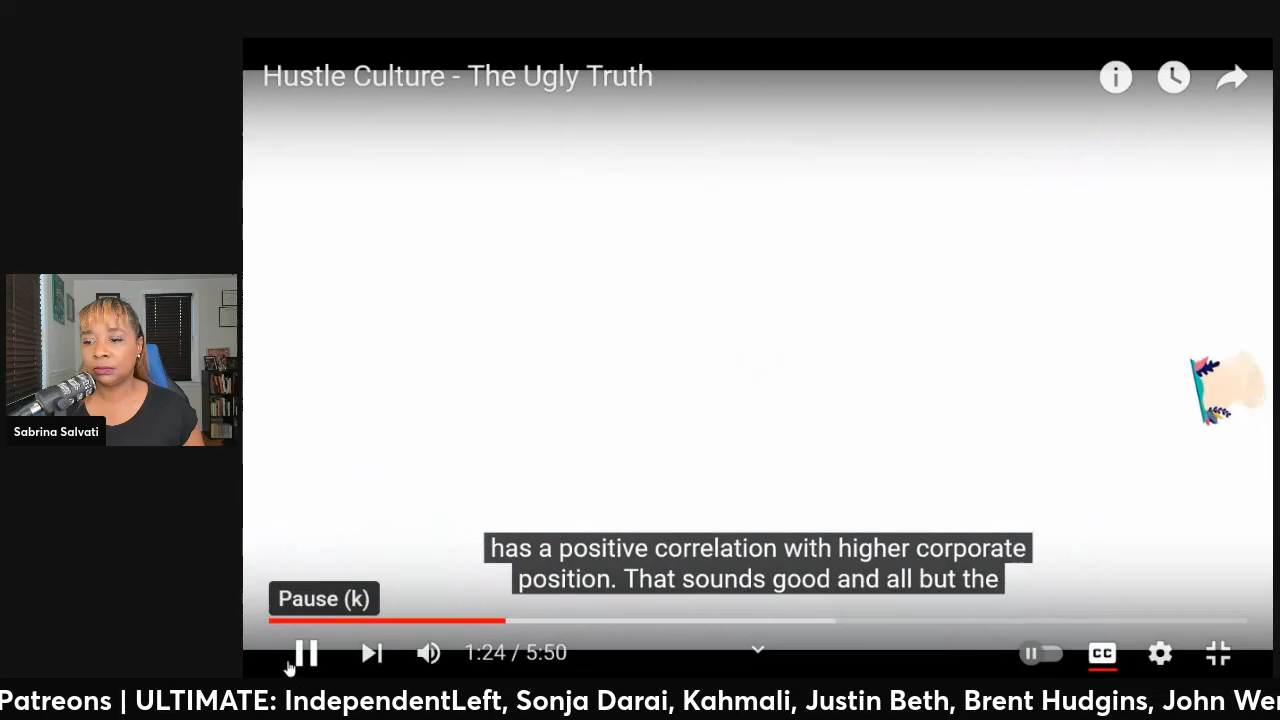 Hustle Culture - The Ugly Truth
Sabrina Salvati
has a positive correlation with higher corporate
position. That sounds good and all but the
Pause (k)
1:24 / 5:50
CC
Patreons | ULTIMATE: IndependentLeft, Sonja Darai, Kahmali, Justin Beth, Brent Hudgins, John We